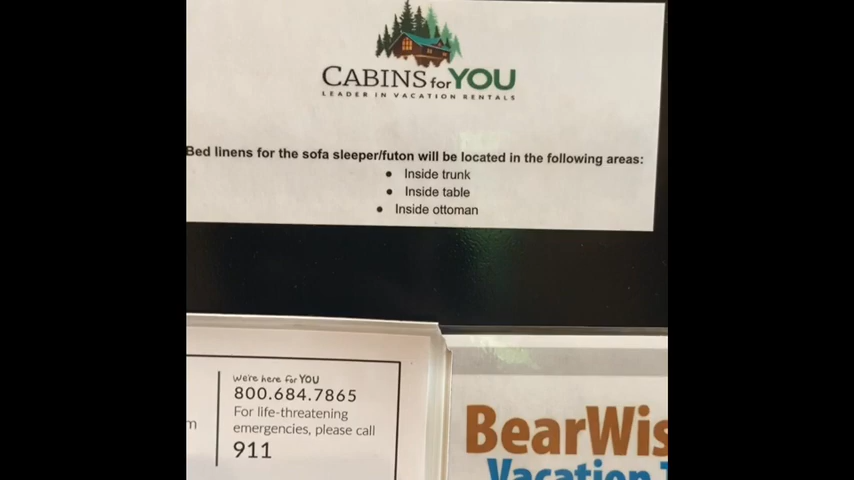 CABINS for YOU
LEADER IN VACATION RENTALS
Bed linens for the sofa sleeper/futon will be located in the following areas:
• Inside trunk
• Inside table
• Inside ottoman
We're here for YOU
800.684.7865
For life-threatening
emergencies, please call
911
m
BearWis
Vacation